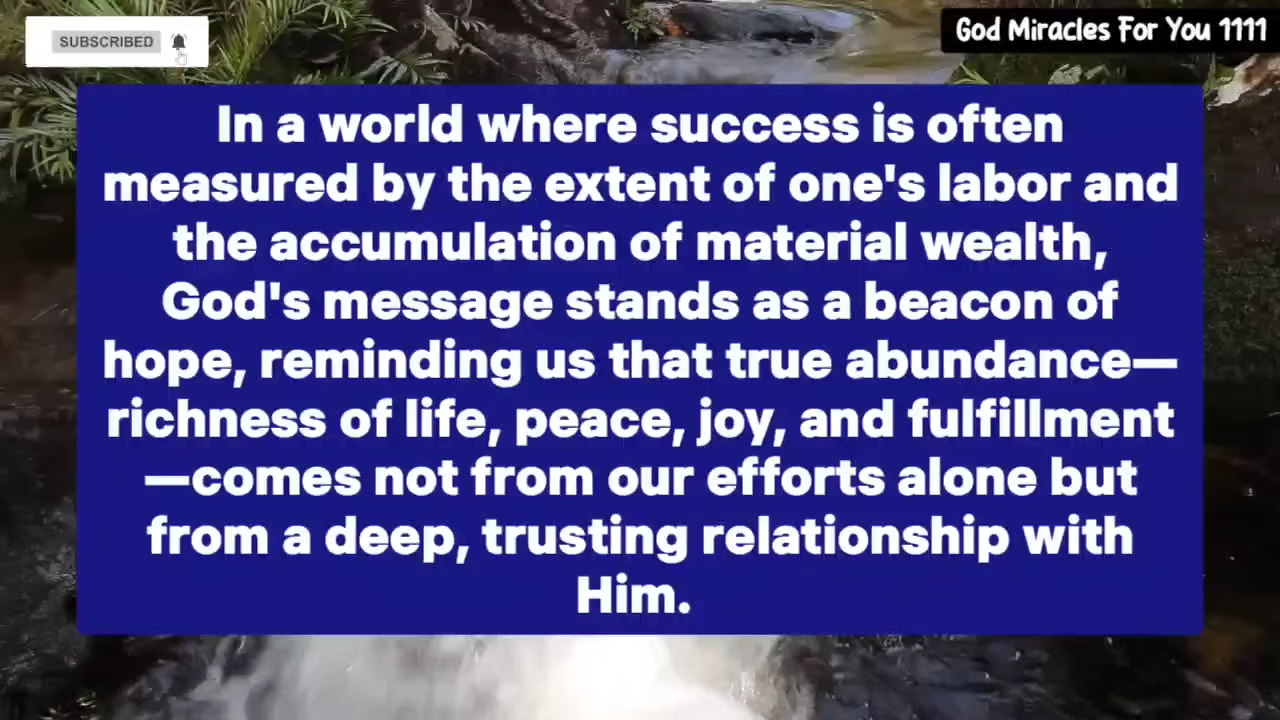 SUBSCRIBED
God Miracles For You 1111
In a world where success is often
measured by the extent of one's labor and
the accumulation of material wealth,
God's message stands as a beacon of
hope, reminding us that true abundance—
richness of life, peace, joy, and fulfillment
—comes not from our efforts alone but
from a deep, trusting relationship with
Him.